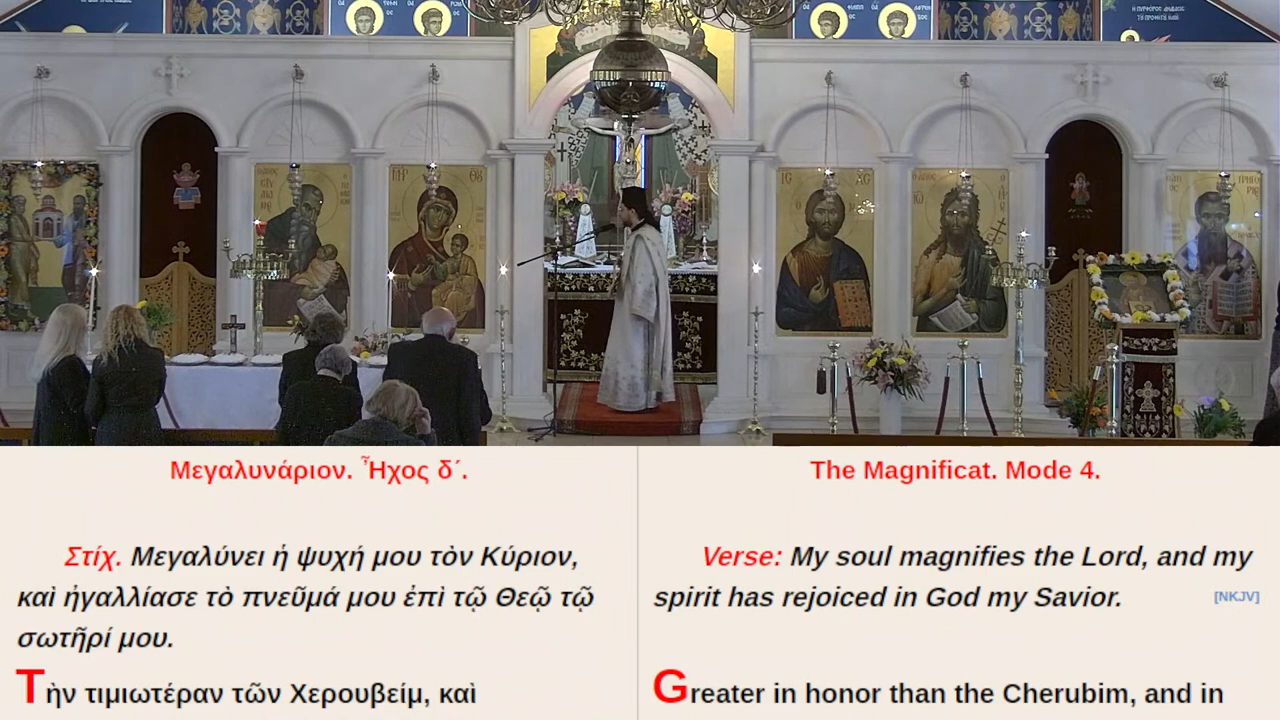 ΜΡ ΘΥ
Μεγαλυνάριον. Ἦχος δ´.
Στίχ. Μεγαλύνει ἡ ψυχή μου τὸν Κύριον,
καὶ ἠγαλλίασε τὸ πνεῦμά μου ἐπὶ τῷ Θεῷ τῷ
σωτῆρί μου.
Τὴν τιμιωτέραν τῶν Χερουβείμ, καὶ
The Magnificat. Mode 4.
Verse: My soul magnifies the Lord, and my
spirit has rejoiced in God my Savior. [NKJV]
Greater in honor than the Cherubim, and in